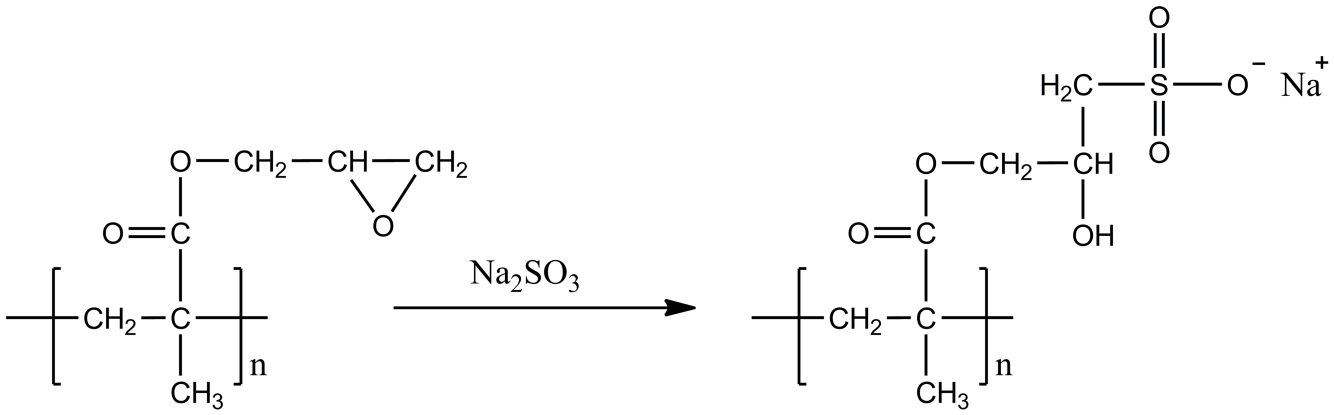 O
H₂C S O⁻ Na⁺
O CH₂ CH CH₂ O CH₂ CH O
O C O O C OH
Na₂SO₃
CH₂ C CH₂ C
n n
CH₃ CH₃